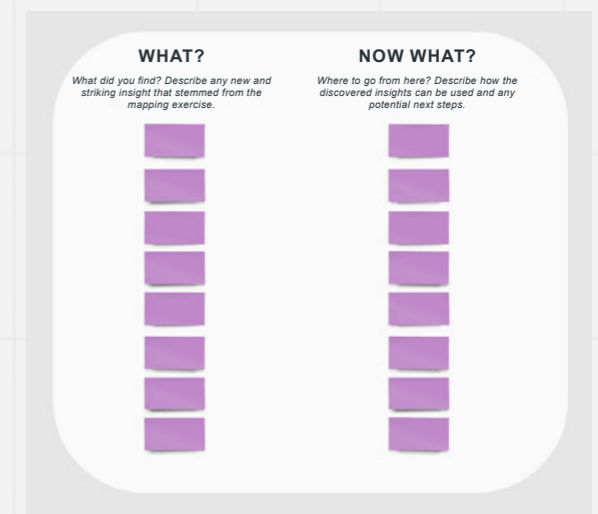 WHAT?
What did you find? Describe any new and
striking insight that stemmed from the
mapping exercise.
NOW WHAT?
Where to go from here? Describe how the
discovered insights can be used and any
potential next steps.